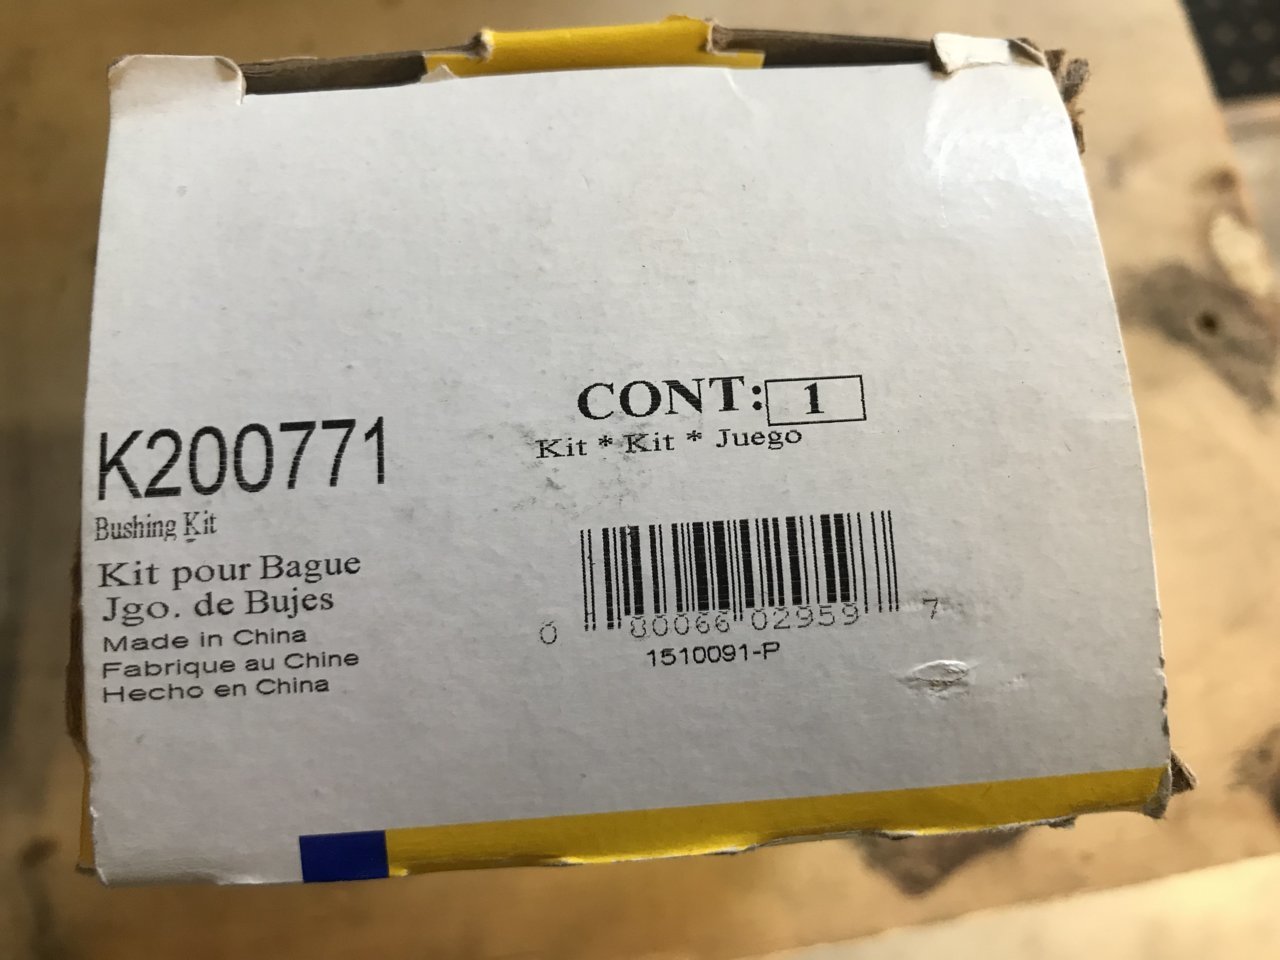 K200771
Bushing Kit
Kit pour Bague
Jgo. de Bujes
Made in China
Fabrique au Chine
Hecho en China
CONT: 1
Kit * Kit * Juego
0 80066 02959 7
1510091-P